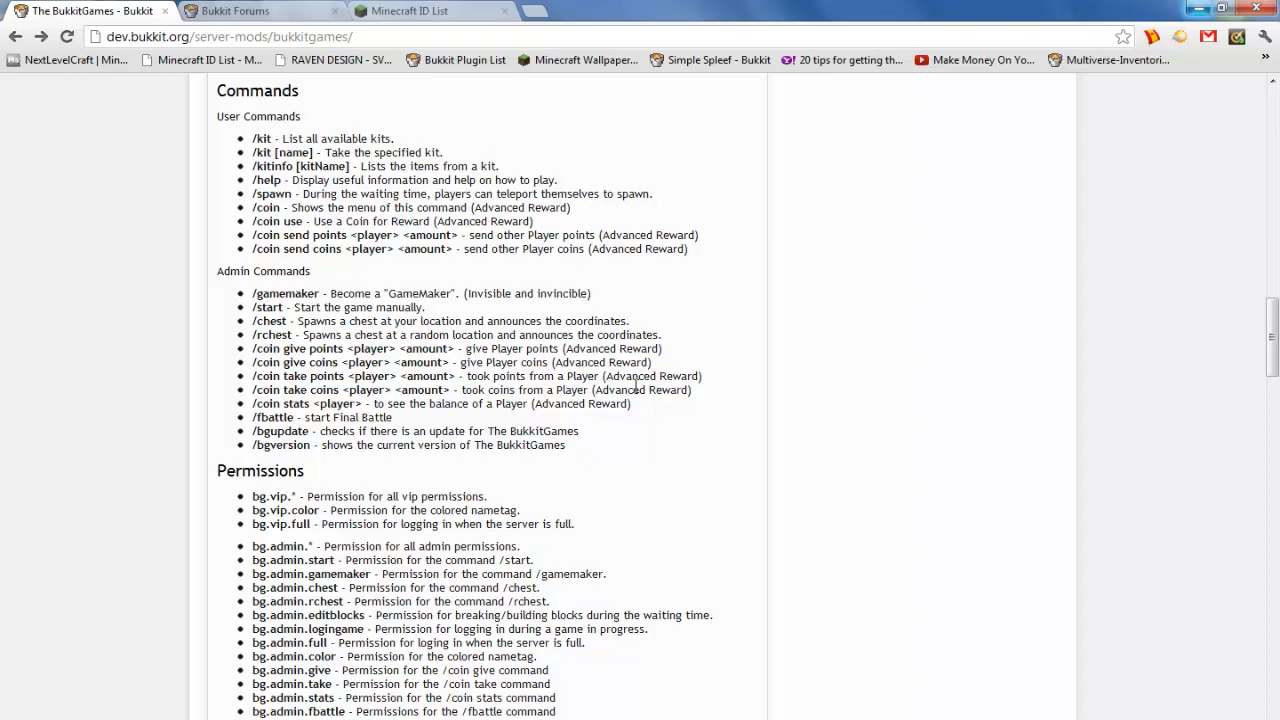 The BukkitGames - Bukkit
Bukkit Forums
Minecraft ID List
dev.bukkit.org/server-mods/bukkitgames/
NextLevelCraft | Min...
Minecraft ID List - M...
RAVEN DESIGN - SV...
Bukkit Plugin List
Minecraft Wallpaper...
Simple Spleef - Bukkit
20 tips for getting th...
Make Money On Yo...
Multiverse-Inventori...
Commands
User Commands
/kit - List all available kits.
/kit [name] - Take the specified kit.
/kitinfo [kitName] - Lists the items from a kit.
/help - Display useful information and help on how to play.
/spawn - During the waiting time, players can teleport themselves to spawn.
/coin - Shows the menu of this command (Advanced Reward)
/coin use - Use a Coin for Reward (Advanced Reward)
/coin send points <player> <amount> - send other Player points (Advanced Reward)
/coin send coins <player> <amount> - send other Player coins (Advanced Reward)
Admin Commands
/gamemaker - Become a "GameMaker". (Invisible and invincible)
/start - Start the game manually.
/chest - Spawns a chest at your location and announces the coordinates.
/rchest - Spawns a chest at a random location and announces the coordinates.
/coin give points <player> <amount> - give Player points (Advanced Reward)
/coin give coins <player> <amount> - give Player coins (Advanced Reward)
/coin take points <player> <amount> - took points from a Player (Advanced Reward)
/coin take coins <player> <amount> - took coins from a Player (Advanced Reward)
/coin stats <player> - to see the balance of a Player (Advanced Reward)
/fbattle - start Final Battle
/bgupdate - checks if there is an update for The BukkitGames
/bgversion - shows the current version of The BukkitGames
Permissions
bg.vip.* - Permission for all vip permissions.
bg.vip.color - Permission for the colored nametag.
bg.vip.full - Permission for logging in when the server is full.
bg.admin.* - Permission for all admin permissions.
bg.admin.start - Permission for the command /start.
bg.admin.gamemaker - Permission for the command /gamemaker.
bg.admin.chest - Permission for the command /chest.
bg.admin.rchest - Permission for the command /rchest.
bg.admin.editblocks - Permission for breaking/building blocks during the waiting time.
bg.admin.logingame - Permission for logging in during a game in progress.
bg.admin.full - Permission for loging in when the server is full.
bg.admin.color - Permission for the colored nametag.
bg.admin.give - Permission for the /coin give command
bg.admin.take - Permission for the /coin take command
bg.admin.stats - Permission for the /coin stats command
bg.admin.fbattle - Permissions for the /fbattle command